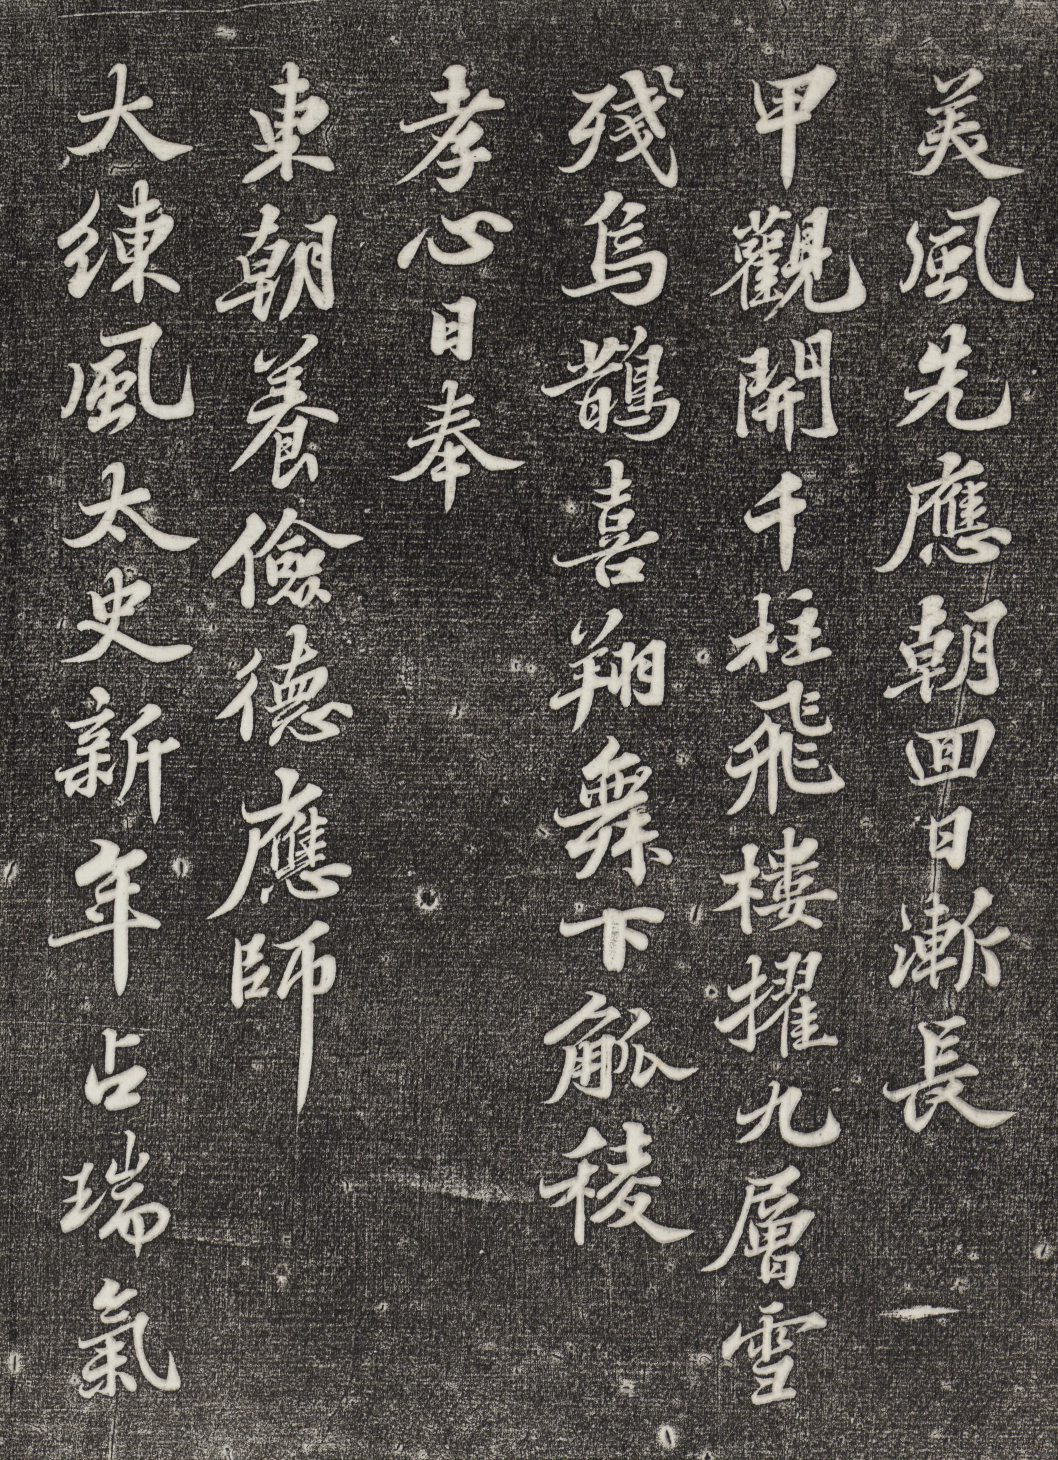 美風先應朝回日漸長
甲觀開千柱飛樓擢九層雪
殘烏鵲喜翔舞下觚稜
孝心日奉
東朝養儉德應師
大練風太史新年占瑞氣